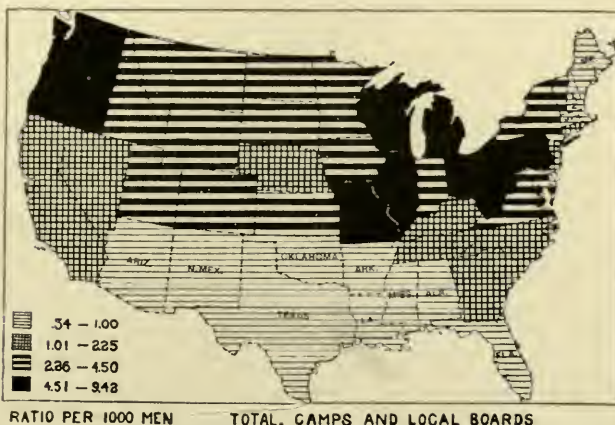 ARIZ.
N.MEX.
OKLAHOMA
ARK.
TEXAS
MISS
ALA.
LA.
FLA.
.34 – 1.00
1.01 – 2.25
2.26 – 4.50
4.51 – 9.42
RATIO PER 1000 MEN TOTAL, CAMPS AND LOCAL BOARDS